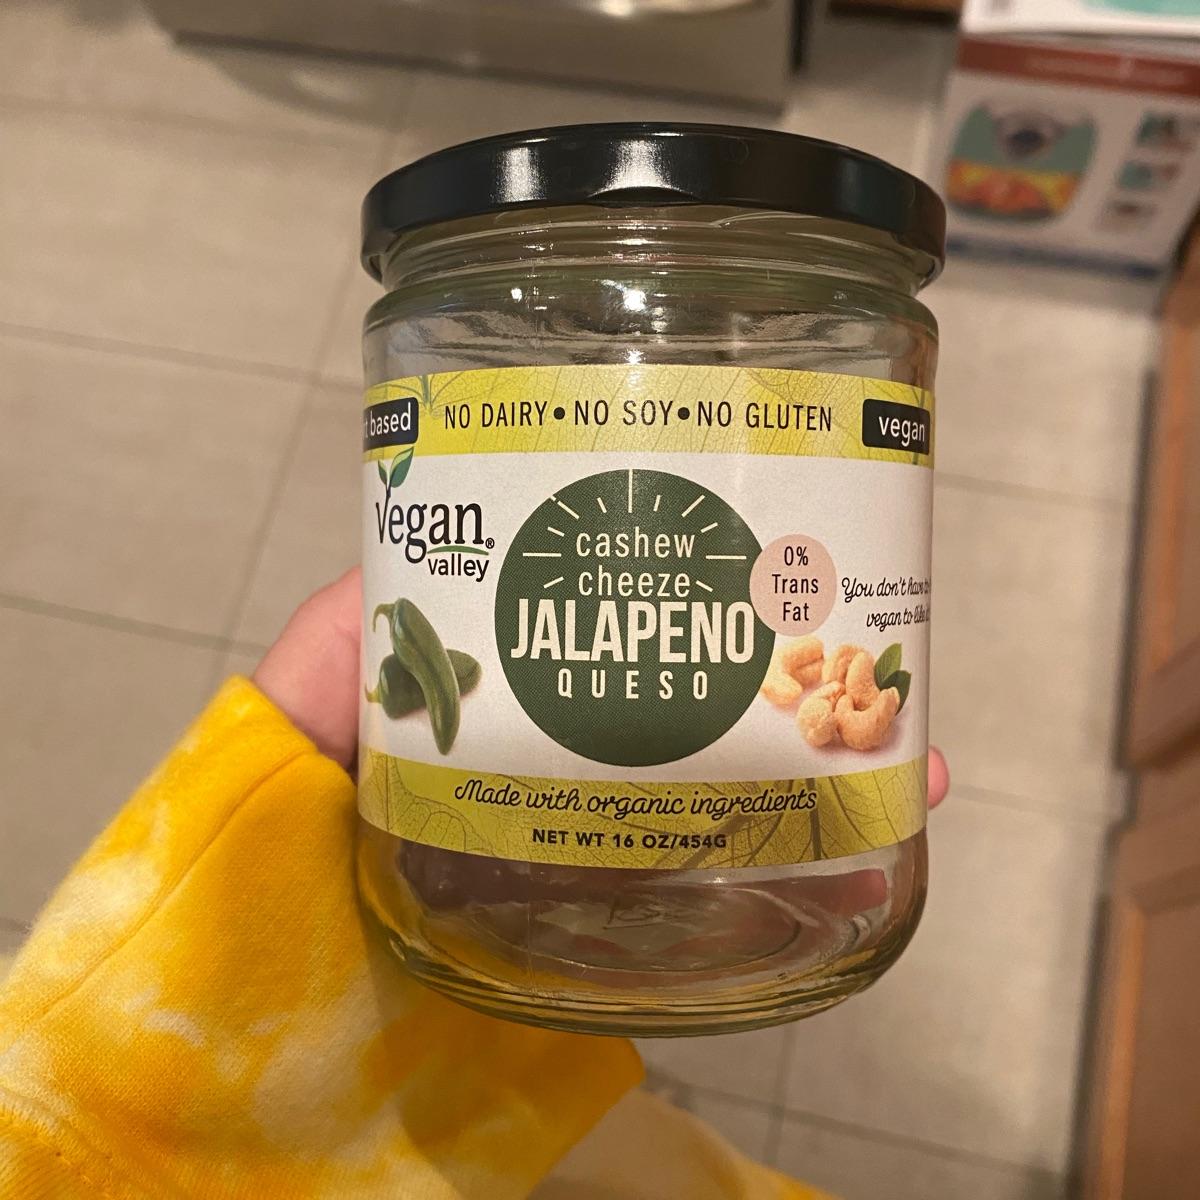 based
NO DAIRY•NO SOY•NO GLUTEN
vegan
Vegan®
valley
cashew
cheeze
JALAPENO
QUESO
0%
Trans
Fat
You don't have to
vegan to like
Made with organic ingredients
NET WT 16 OZ/454G